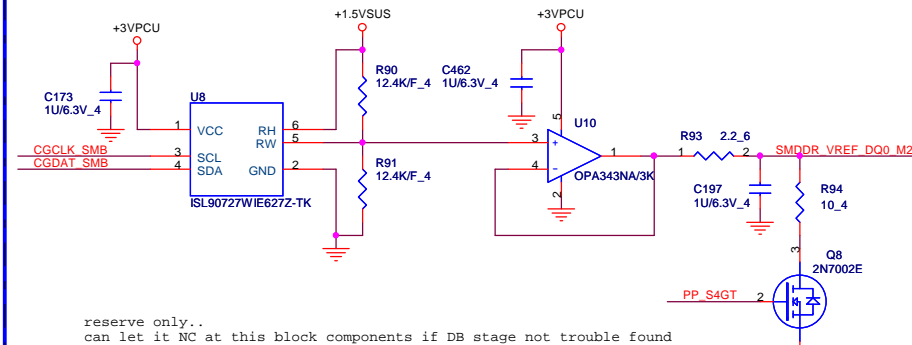 +1.5VSUS
+3VPCU
+3VPCU
R90
12.4K/F_4
C462
1U/6.3V_4
C173
1U/6.3V_4
U8
5
U10
1 VCC RH 6
RW 5
3 SCL
4 SDA GND 2
CGCLK_SMB
CGDAT_SMB
ISL90727WIE627Z-TK
R91
12.4K/F_4
3 +
4 -
1
2
OPA343NA/3K
R93 2.2_6
1 2
SMDDR_VREF_DQ0_M2
C197
1U/6.3V_4
R94
10_4
3
Q8
2N7002E
PP_S4GT 2
reserve only..
can let it NC at this block components if DB stage not trouble found